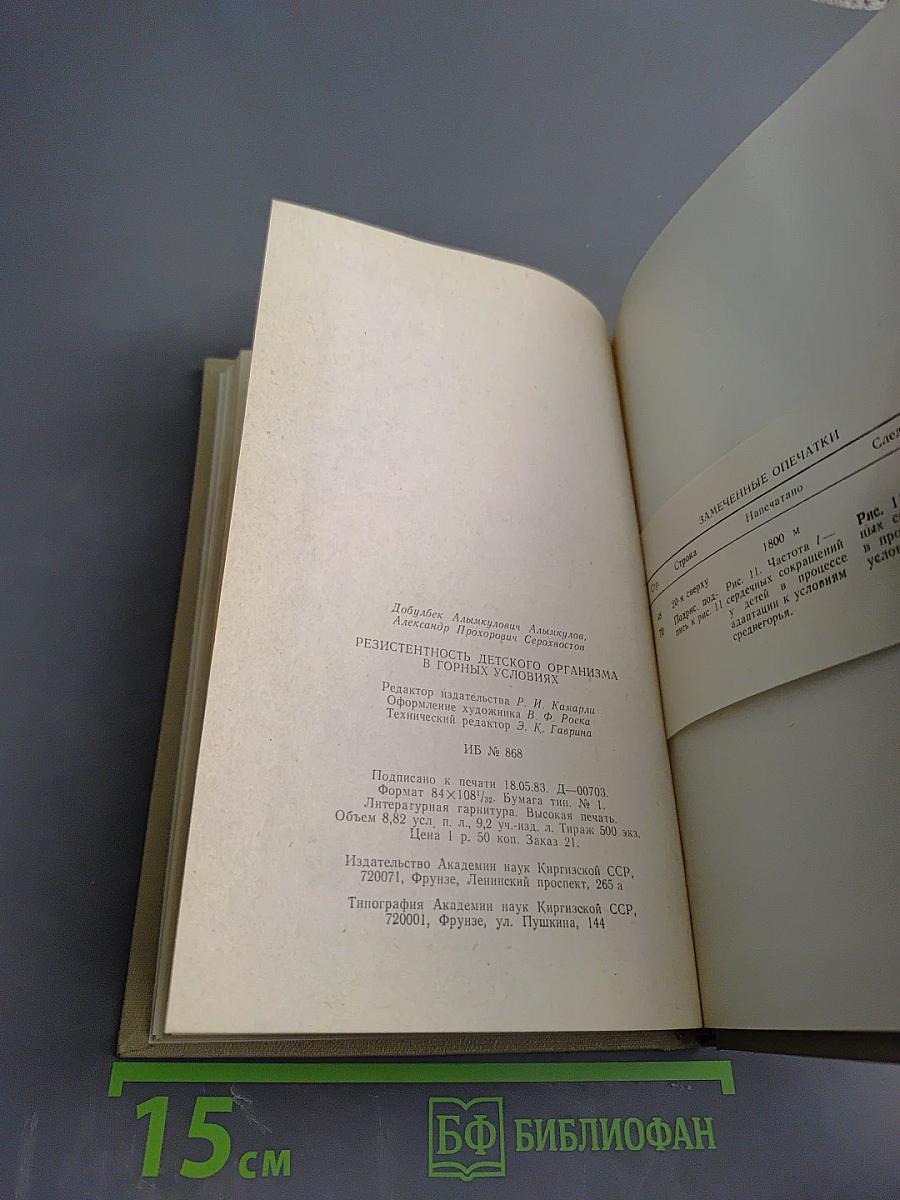 Добулбек Алымкулович Алымкулов,
Александр Прохорович Серохвостов
РЕЗИСТЕНТНОСТЬ ДЕТСКОГО ОРГАНИЗМА
В ГОРНЫХ УСЛОВИЯХ
Редактор издательства Р. И. Камарли
Оформление художника В. Ф. Роека
Технический редактор Э. К. Гаврина
ИБ № 868
Подписано к печати 18.05.83. Д—00703.
Формат 84×108¹/₃₂. Бумага тип. № 1.
Литературная гарнитура. Высокая печать.
Объем 8,82 усл. п. л., 9,2 уч.-изд. л. Тираж 500 экз.
Цена 1 р. 50 коп. Заказ 21.
Издательство Академии наук Киргизской ССР,
720071, Фрунзе, Ленинский проспект, 265 а
Типография Академии наук Киргизской ССР,
720001, Фрунзе, ул. Пушкина, 144
ЗАМЕЧЕННЫЕ ОПЕЧАТКИ
Стр. Строка Напечатано
20-я сверху 1800 м
Подрис. под- Рис. 11. Частота
пись к рис. 11 сердечных сокращений
у детей в процессе
адаптации к условиям
среднегорья.
Рис. 11
15 см
БФ БИБЛИОФАН